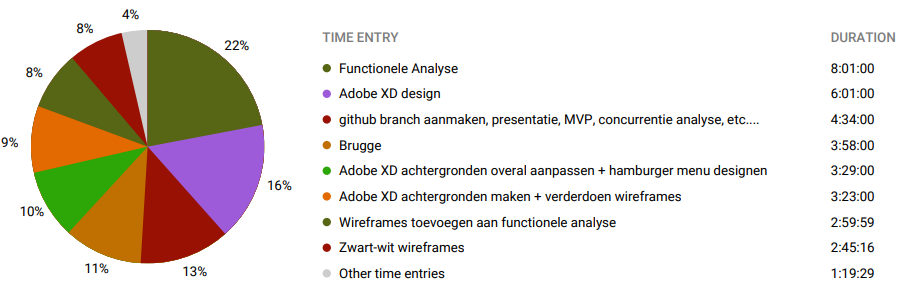 4%
8%
22%
8%
9%
16%
10%
11%
13%
TIME ENTRY DURATION
Functionele Analyse 8:01:00
Adobe XD design 6:01:00
github branch aanmaken, presentatie, MVP, concurrentie analyse, etc.... 4:34:00
Brugge 3:58:00
Adobe XD achtergronden overal aanpassen + hamburger menu designen 3:29:00
Adobe XD achtergronden maken + verderdoen wireframes 3:23:00
Wireframes toevoegen aan functionele analyse 2:59:59
Zwart-wit wireframes 2:45:16
Other time entries 1:19:29